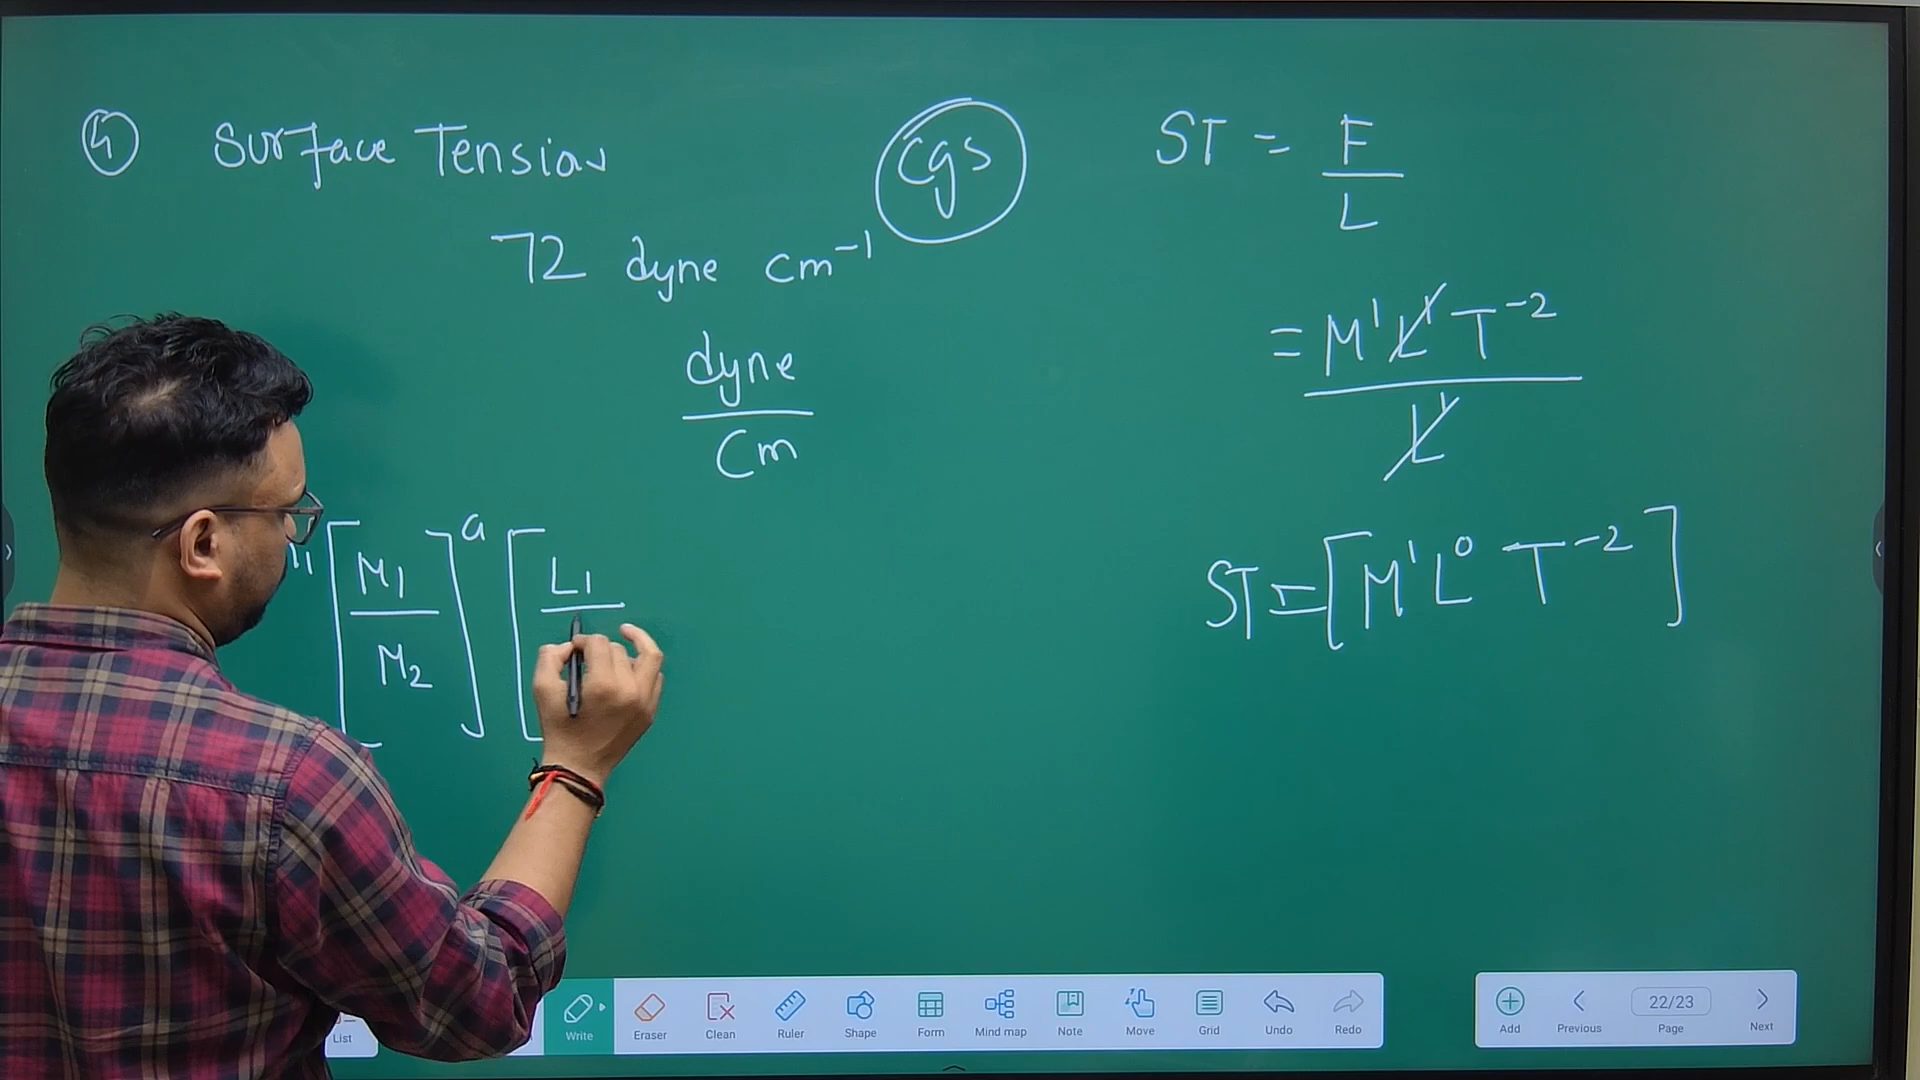 ④ Surface Tension
cgs
72 dyne cm⁻¹
dyne
cm
[M₁
M₂]ᵃ [L₁
ST = F
L
= M¹L¹T⁻²
L¹
ST = [M¹L⁰T⁻²]
List
Write
Eraser
Clean
Ruler
Shape
Form
Mind map
Note
Move
Grid
Undo
Redo
Add
Previous
22/23
Page
Next